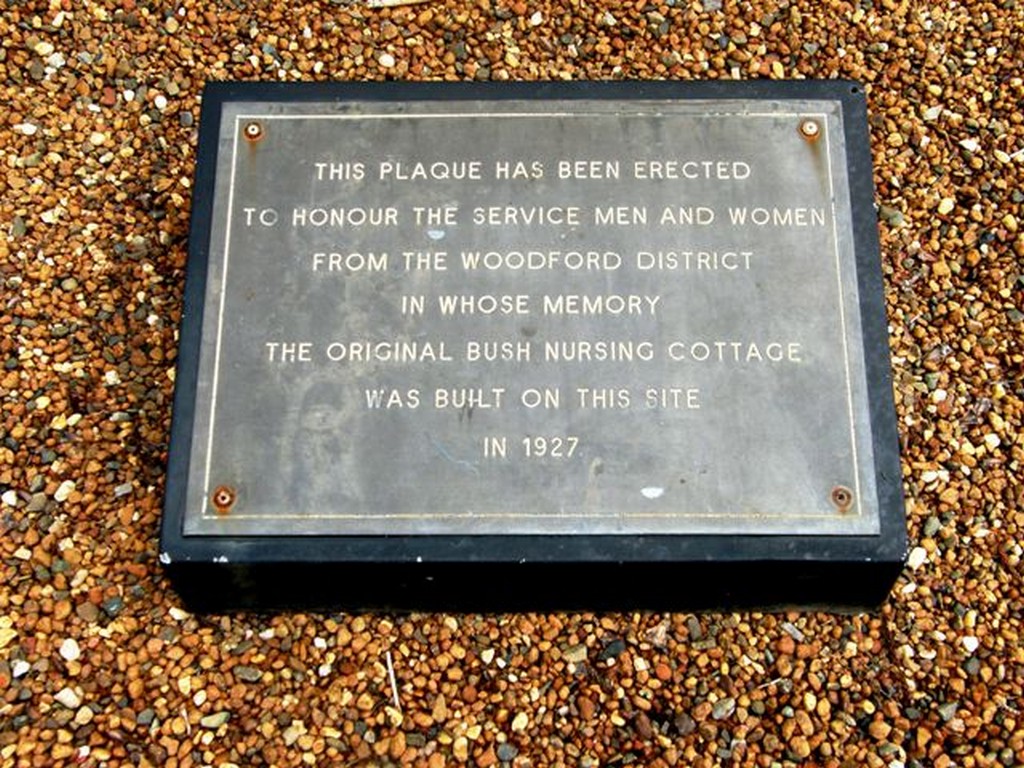 THIS PLAQUE HAS BEEN ERECTED
TO HONOUR THE SERVICE MEN AND WOMEN
FROM THE WOODFORD DISTRICT
IN WHOSE MEMORY
THE ORIGINAL BUSH NURSING COTTAGE
WAS BUILT ON THIS SITE
IN 1927.